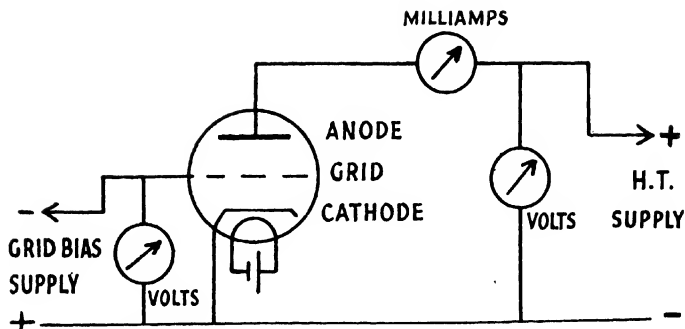 MILLIAMPS
ANODE
GRID
CATHODE
+
H.T.
SUPPLY
VOLTS
-
GRID BIAS
SUPPLY
VOLTS
+
-